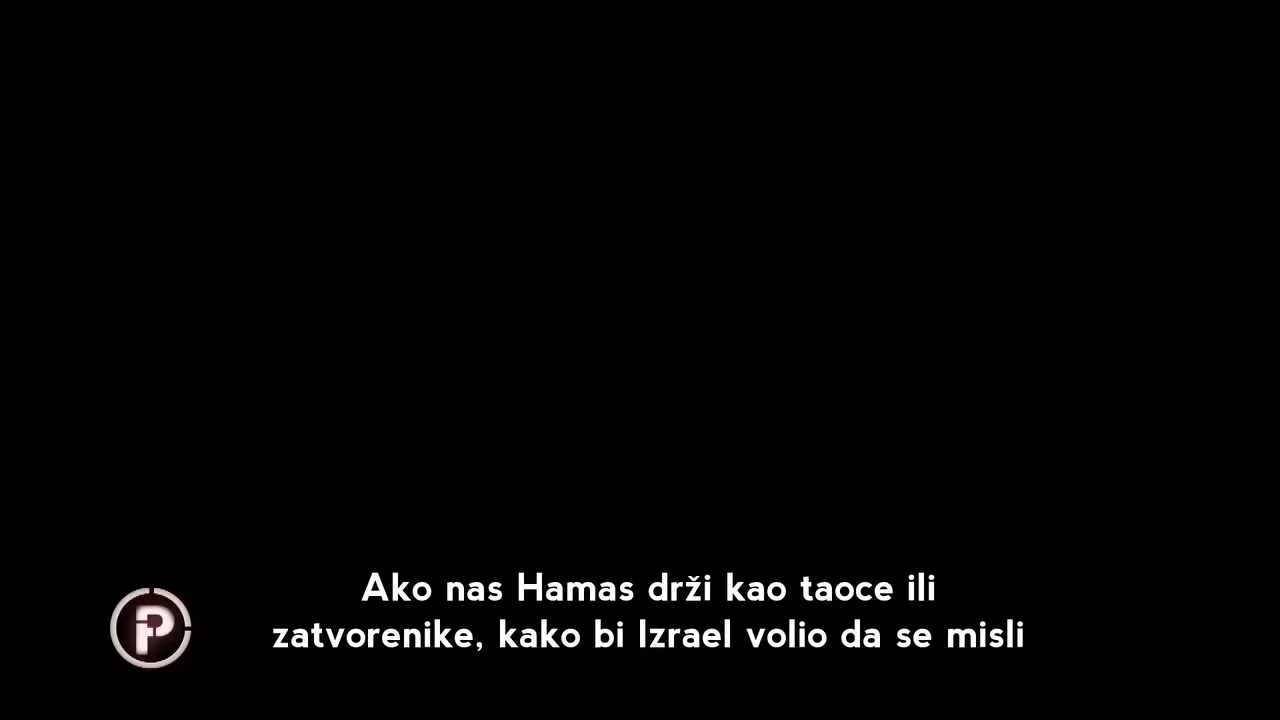 Ako nas Hamas drži kao taoce ili
zatvorenike, kako bi Izrael volio da se misli
P